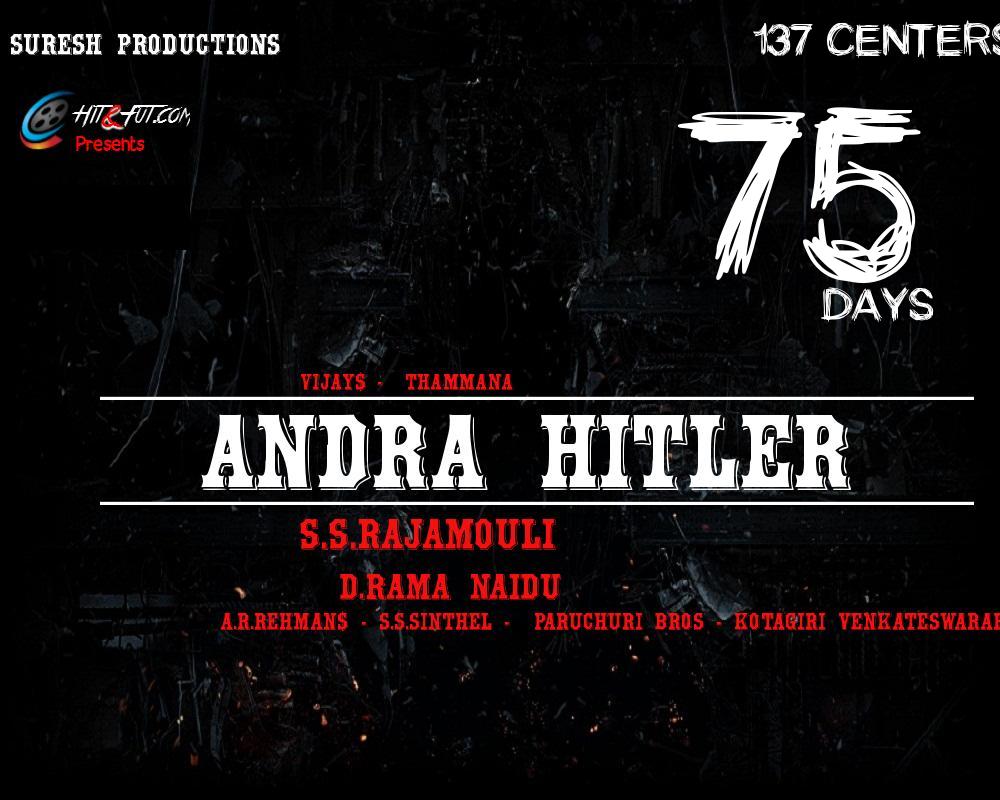 SURESH PRODUCTIONS
137 CENTERS
HIT&FUT.COM
Presents
75
DAYS
VIJAYS - THAMMANA
ANDRA HITLER
S.S.RAJAMOULI
D.RAMA NAIDU
A.R.REHMANS - S.S.SINTHEL - PARUCHURI BROS - KOTAGIRI VENKATESWARAR